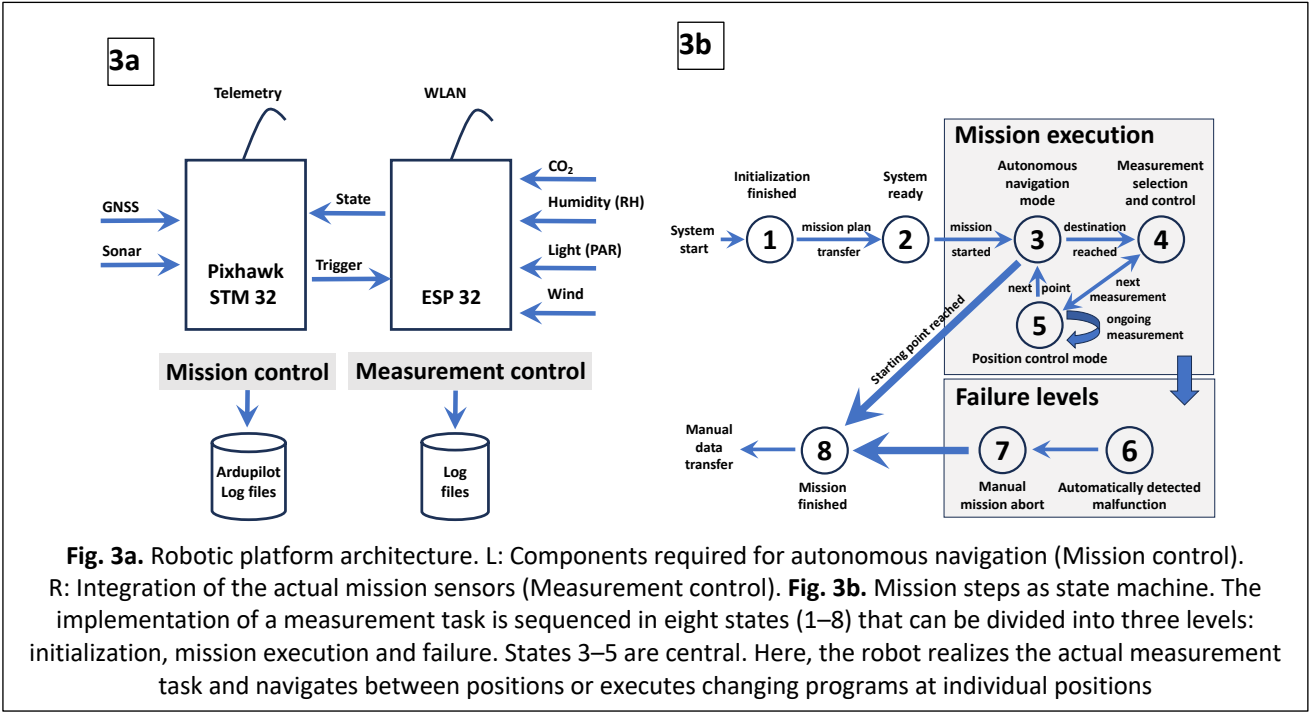 3a
Telemetry
WLAN
GNSS
Sonar
Pixhawk
STM 32
State
Trigger
ESP 32
CO₂
Humidity (RH)
Light (PAR)
Wind
Mission control
Measurement control
Ardupilot
Log files
Log
files
3b
Mission execution
Initialization
finished
System
ready
Autonomous
navigation
mode
Measurement
selection
and control
System
start
1
mission plan
transfer
2
mission
started
3
destination
reached
4
next point
next
measurement
5
ongoing
measurement
Position control mode
Starting point reached
Failure levels
Manual
data
transfer
8
Mission
finished
7
Manual
mission abort
6
Automatically detected
malfunction
Fig. 3a. Robotic platform architecture. L: Components required for autonomous navigation (Mission control).
R: Integration of the actual mission sensors (Measurement control). Fig. 3b. Mission steps as state machine. The
implementation of a measurement task is sequenced in eight states (1–8) that can be divided into three levels:
initialization, mission execution and failure. States 3–5 are central. Here, the robot realizes the actual measurement
task and navigates between positions or executes changing programs at individual positions